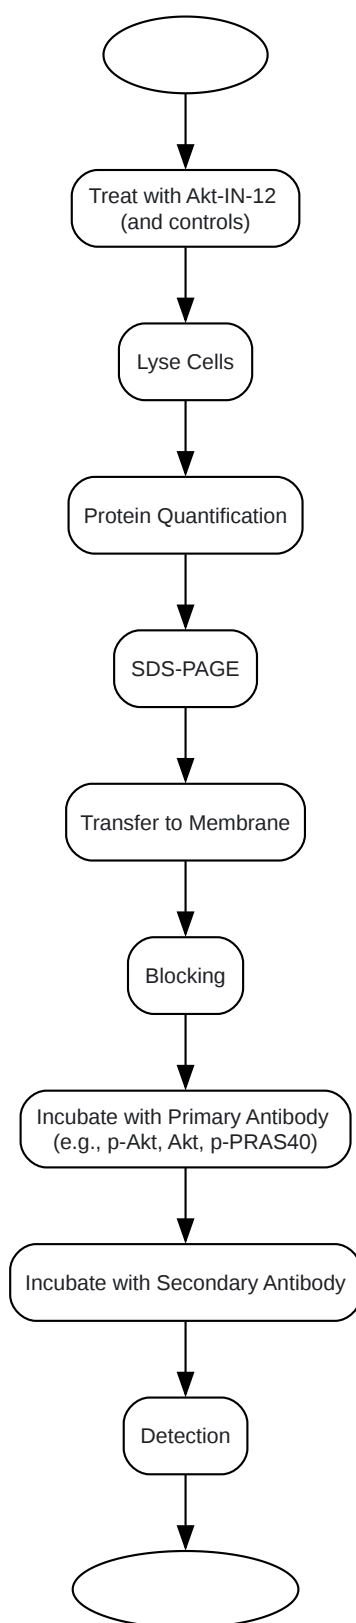 Treat with Akt-IN-12
(and controls)
Lyse Cells
Protein Quantification
SDS-PAGE
Transfer to Membrane
Blocking
Incubate with Primary Antibody
(e.g., p-Akt, Akt, p-PRAS40)
Incubate with Secondary Antibody
Detection